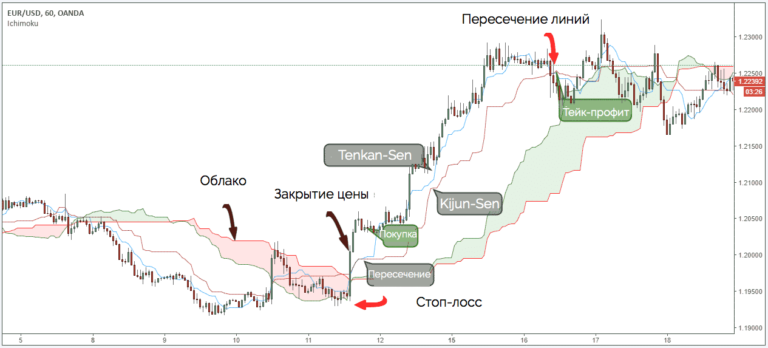 EUR/USD, 60, OANDA
Ichimoku
Пересечение линий
1.23000
1.22500
1.22392
03:26
1.22000
Тейк-профит
Tenkan-Sen
1.21500
1.21000
Kijun-Sen
Облако
Закрытие цены
1.20500
Покупка
1.20000
Пересечение
1.19500
Стоп-лосс
1.19000
5 8 9 10 11 12 15 16 17 18